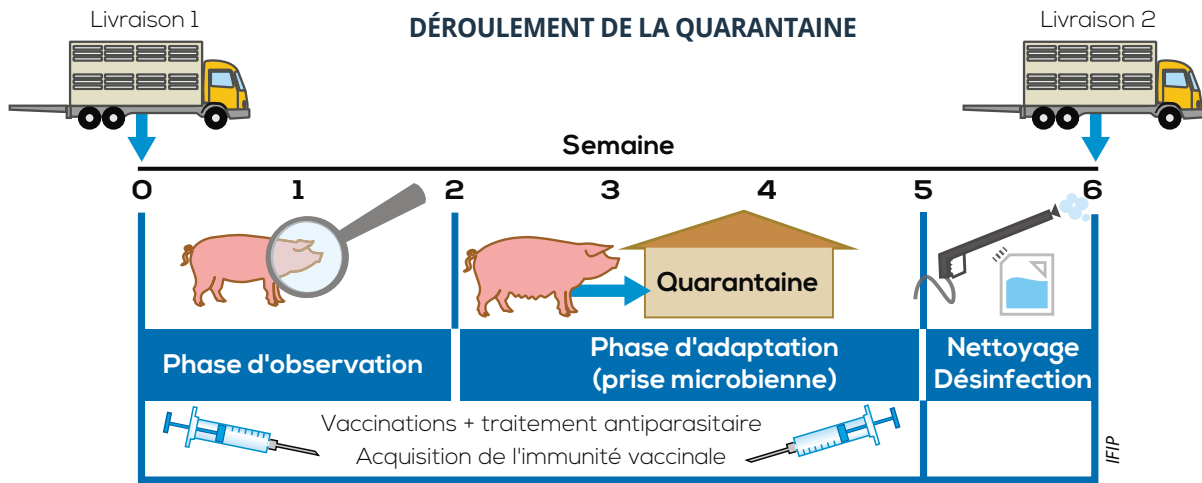 Livraison 1
DÉROULEMENT DE LA QUARANTAINE
Livraison 2
Semaine
0 1 2 3 4 5 6
Quarantaine
Phase d'observation
Phase d'adaptation
(prise microbienne)
Nettoyage
Désinfection
Vaccinations + traitement antiparasitaire
Acquisition de l'immunité vaccinale
IFIP